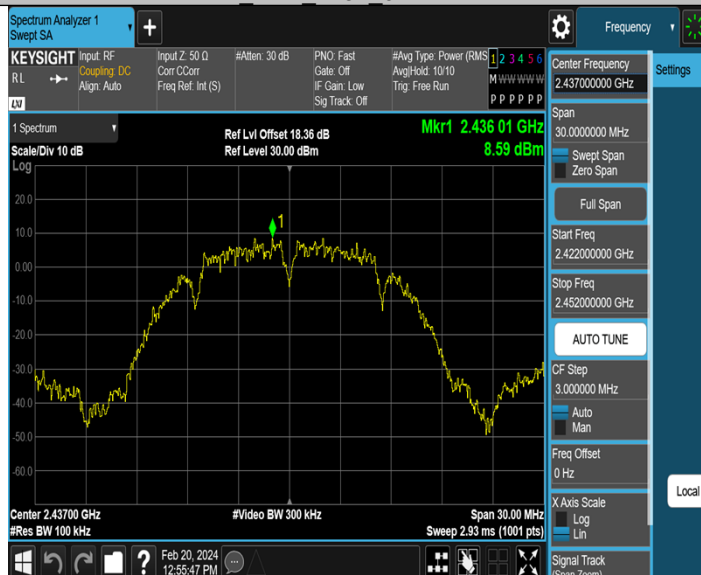 Spectrum Analyzer 1
Swept SA
Frequency
KEYSIGHT
RL
LXI
Input: RF
Coupling: DC
Align: Auto
Input Z: 50 Ω
Corr CCorr
Freq Ref: Int (S)
#Atten: 30 dB
PNO: Fast
Gate: Off
IF Gain: Low
Sig Track: Off
#Avg Type: Power (RMS
Avg|Hold: 10/10
Trig: Free Run
1 2 3 4 5 6
M W W W W W
P P P P P P
1 Spectrum
Scale/Div 10 dB
Log
Ref Lvl Offset 18.36 dB
Ref Level 30.00 dBm
Mkr1 2.436 01 GHz
8.59 dBm
1
20.0
10.0
0.00
-10.0
-20.0
-30.0
-40.0
-50.0
-60.0
Center 2.43700 GHz
#Res BW 100 kHz
#Video BW 300 kHz
Span 30.00 MHz
Sweep 2.93 ms (1001 pts)
?
Feb 20, 2024
12:55:47 PM
Center Frequency
2.437000000 GHz
Span
30.0000000 MHz
Swept Span
Zero Span
Full Span
Start Freq
2.422000000 GHz
Stop Freq
2.452000000 GHz
AUTO TUNE
CF Step
3.000000 MHz
Auto
Man
Freq Offset
0 Hz
X Axis Scale
Log
Lin
Signal Track
(Span Zoom)
Settings
Local